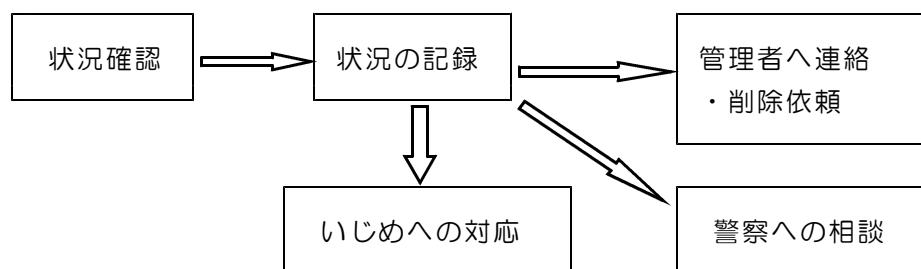 状況確認
状況の記録
管理者へ連絡
・削除依頼
いじめへの対応
警察への相談